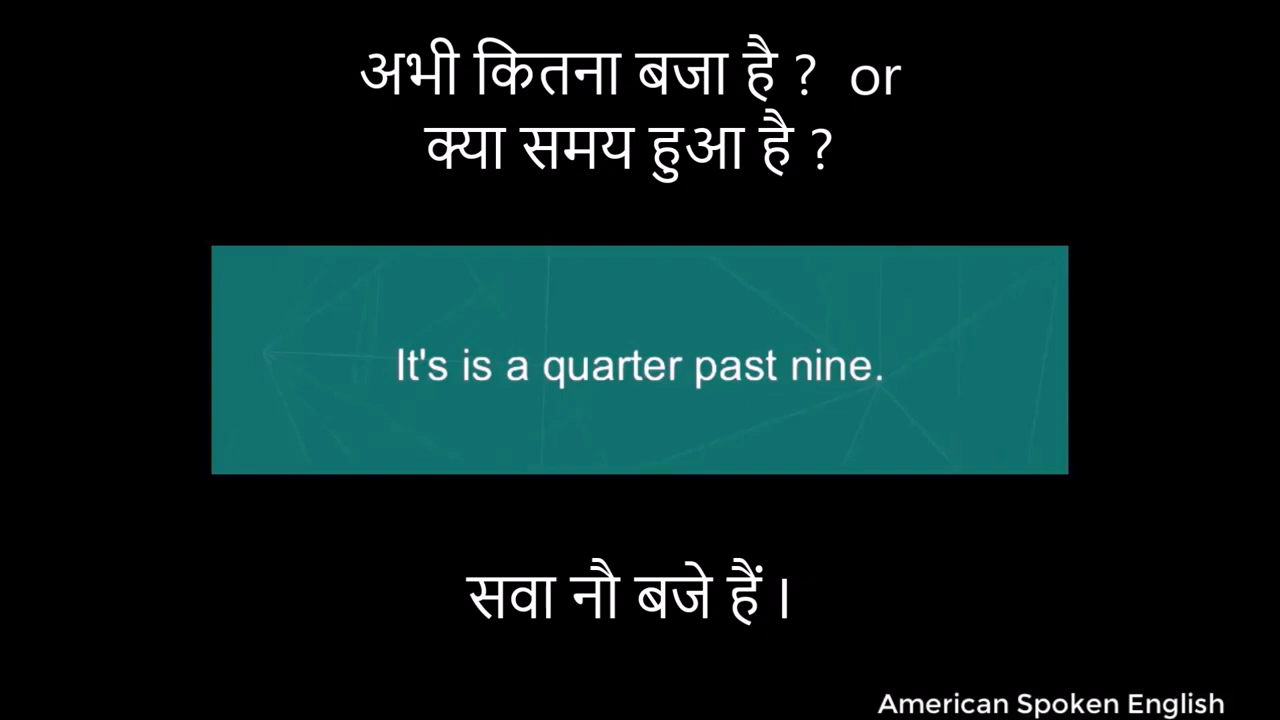 अभी कितना बजा है ? or
क्या समय हुआ है ?
It's is a quarter past nine.
सवा नौ बजे हैं ।
American Spoken English